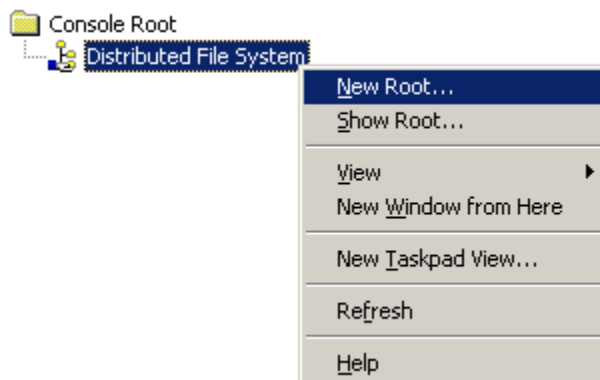 Console Root
Distributed File System
New Root...
Show Root...
View
New Window from Here
New Taskpad View...
Refresh
Help